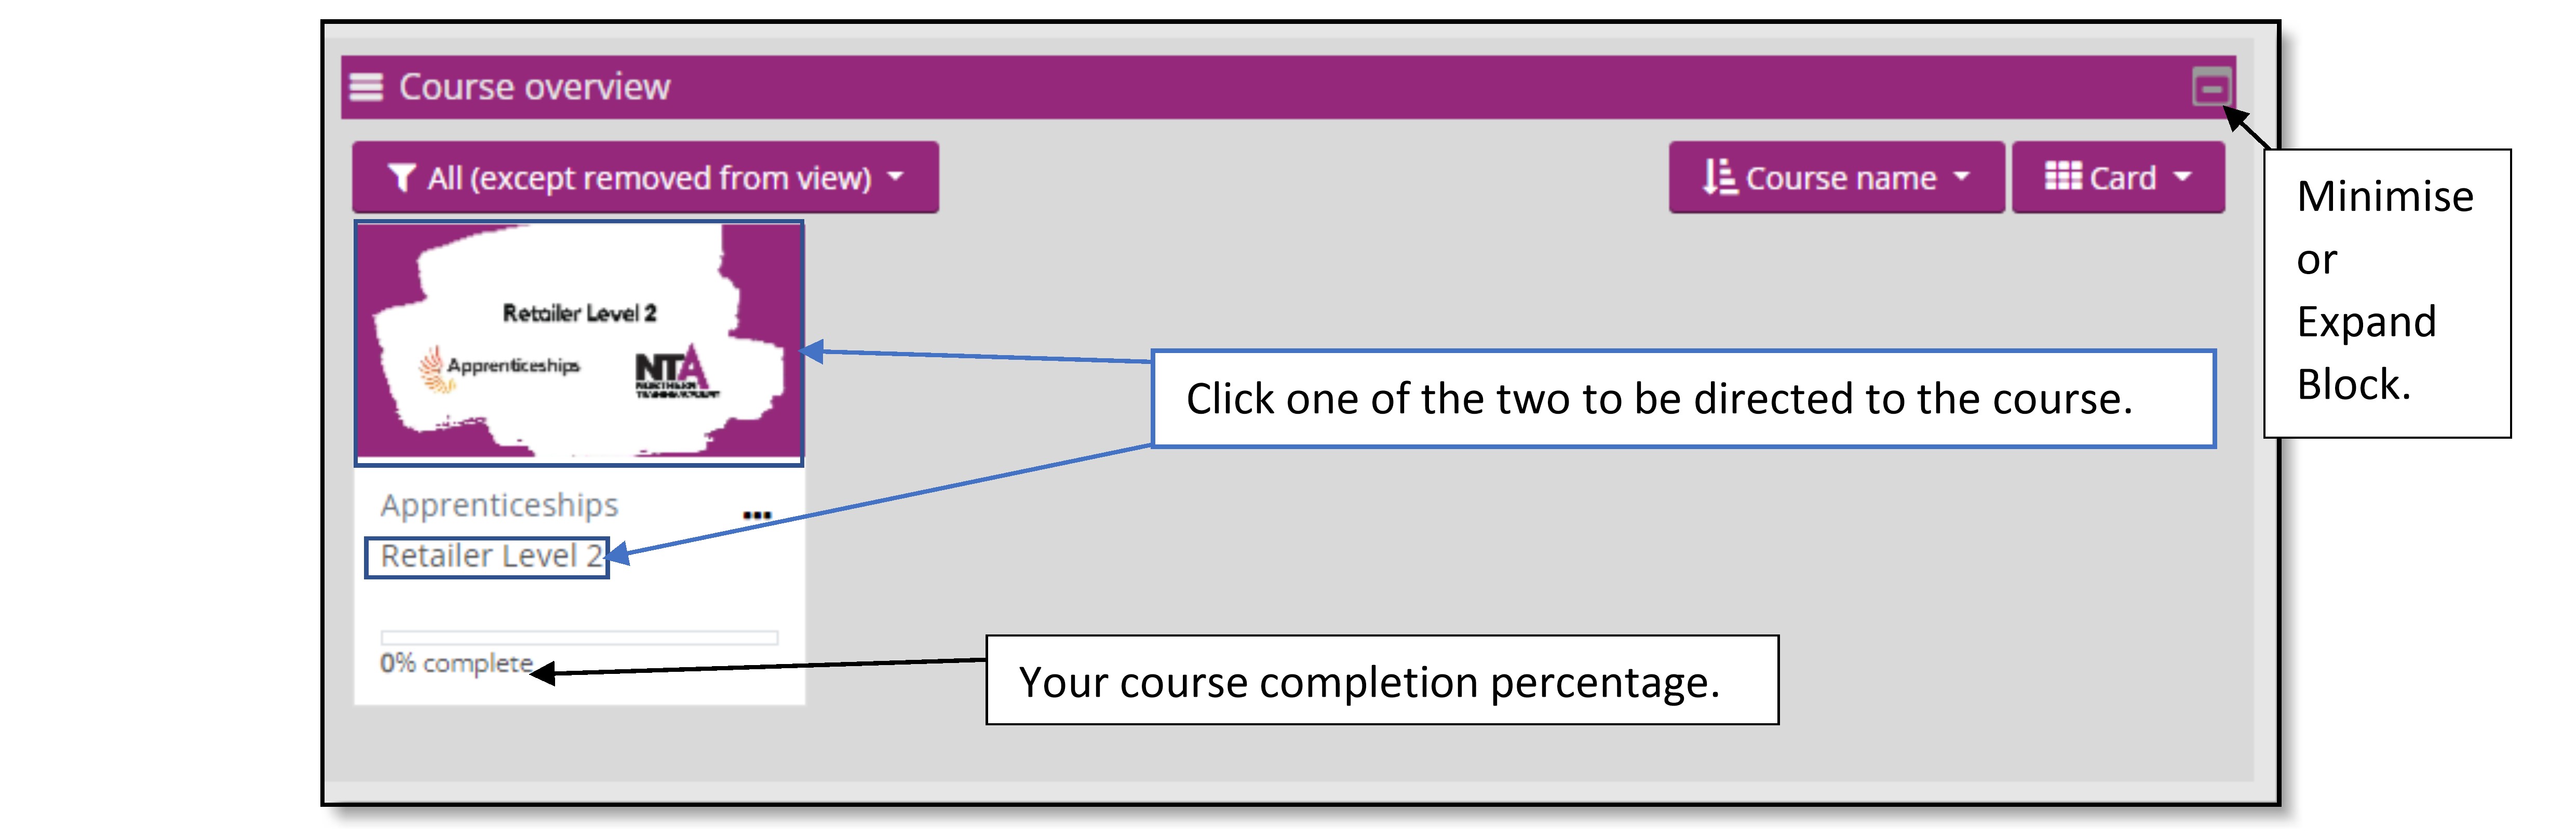 Course overview
All (except removed from view)
Course name
Card
Minimise
or
Expand
Block.
Retailer Level 2
Apprenticeships
NTA
Click one of the two to be directed to the course.
Apprenticeships
Retailer Level 2
0% complete
Your course completion percentage.